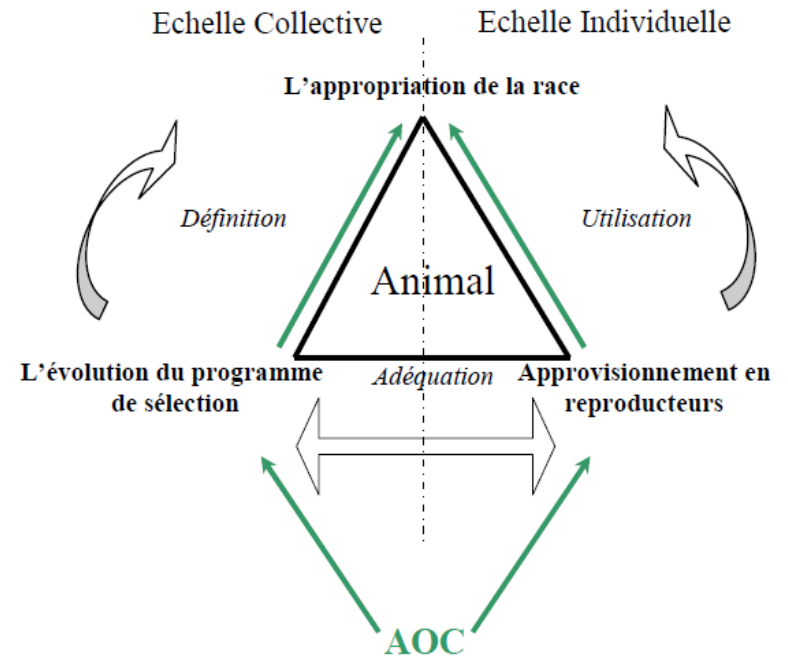 Echelle Collective
Echelle Individuelle
L'appropriation de la race
Définition
Utilisation
Animal
L'évolution du programme
de sélection
Adéquation
Approvisionnement en
reproducteurs
AOC